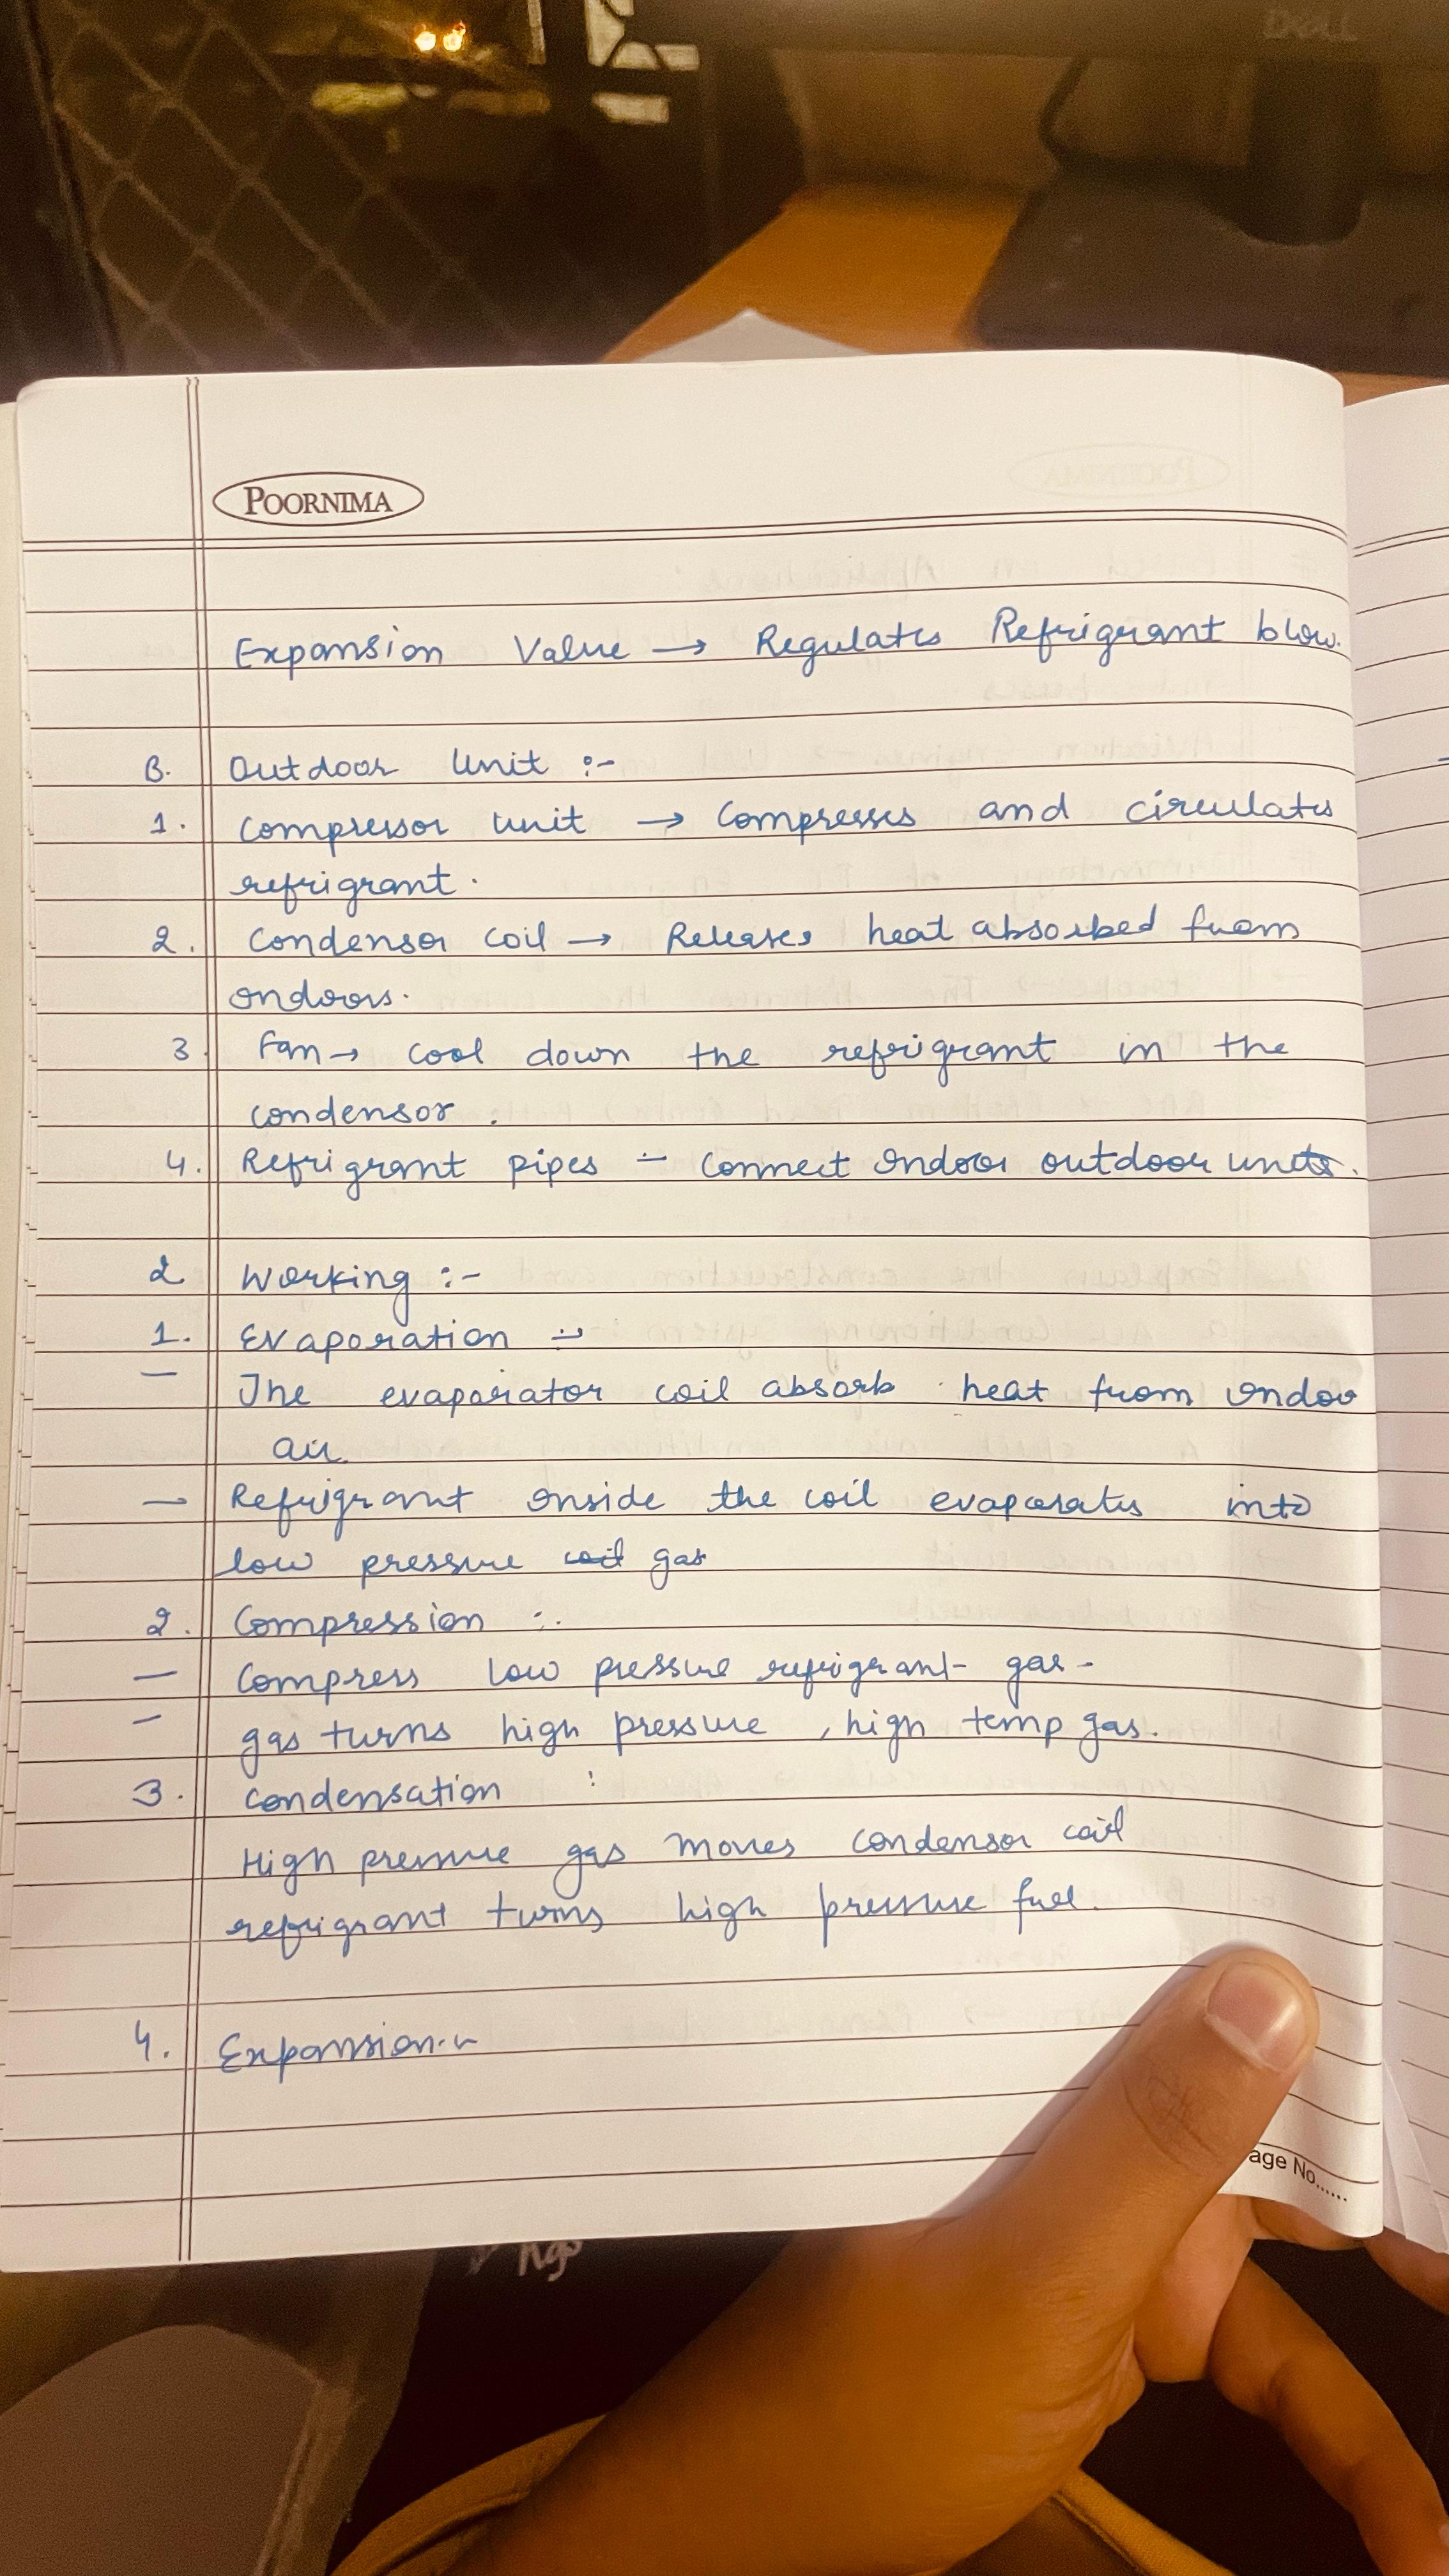 DELL
POORNIMA
Expansion Value → Regulates Refrigrant blow.
B. Outdoor Unit :-
1. Compressor Unit → Compresses and circulates
refrigrant.
2. Condensor coil → Releases heat absorbed from
Indoors.
3. Fan → Cool down the refrigrant in the
condensor.
4. Refrigrant pipes - Connect Indoor outdoor units.
2 Working :-
1. Evaporation :-
- The evaporator coil absorb heat from Indoor
air.
- Refrigrant Inside the coil evaporates into
low pressure gas
2. Compression :-
- Compress low pressure refrigrant gas-
- gas turns high pressure, high temp gas.
3. Condensation :
High pressure gas moves condensor coil
refrigrant turns high pressure fuel.
4. Expansion :-
age No......